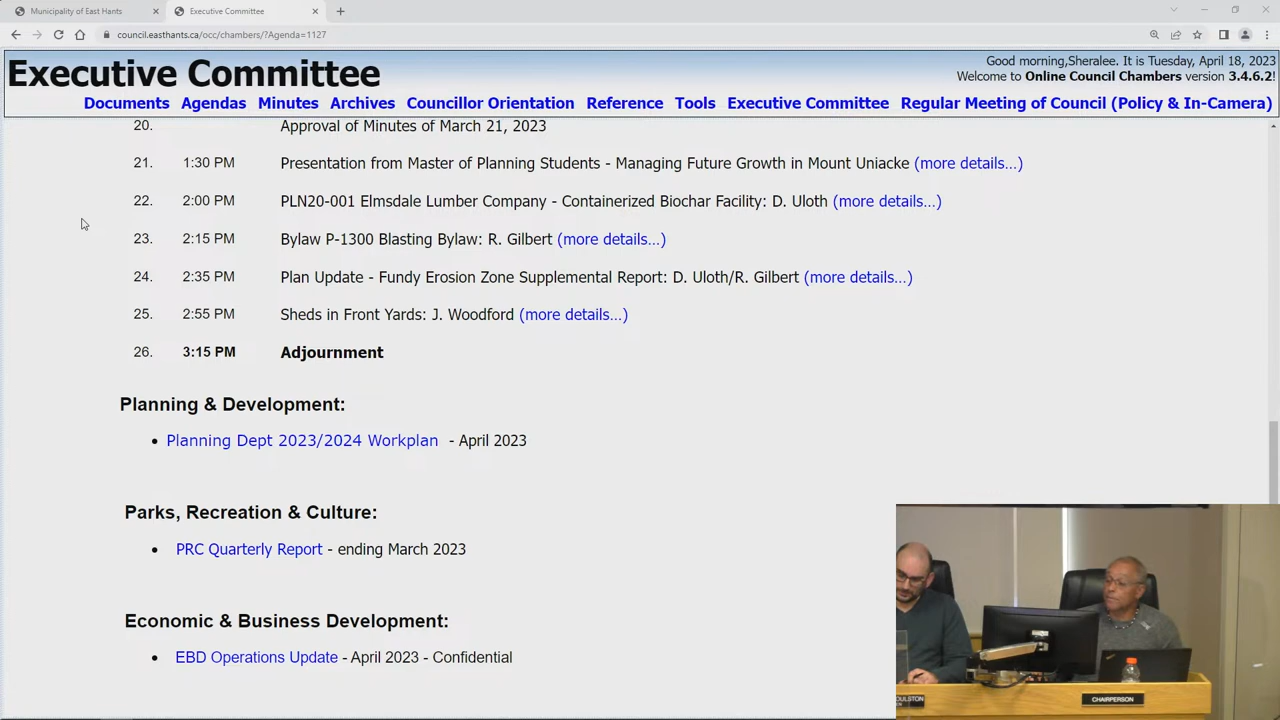 Municipality of East Hants
Executive Committee
council.easthants.ca/occ/chambers/?Agenda=1127
Executive Committee
Good morning,Sheralee. It is Tuesday, April 18, 2023
Welcome to Online Council Chambers version 3.4.6.2!
Documents Agendas Minutes Archives Councillor Orientation Reference Tools Executive Committee Regular Meeting of Council (Policy & In-Camera)
20. Approval of Minutes of March 21, 2023
21. 1:30 PM Presentation from Master of Planning Students - Managing Future Growth in Mount Uniacke (more details...)
22. 2:00 PM PLN20-001 Elmsdale Lumber Company - Containerized Biochar Facility: D. Uloth (more details...)
23. 2:15 PM Bylaw P-1300 Blasting Bylaw: R. Gilbert (more details...)
24. 2:35 PM Plan Update - Fundy Erosion Zone Supplemental Report: D. Uloth/R. Gilbert (more details...)
25. 2:55 PM Sheds in Front Yards: J. Woodford (more details...)
26. 3:15 PM Adjournment
Planning & Development:
• Planning Dept 2023/2024 Workplan - April 2023
Parks, Recreation & Culture:
• PRC Quarterly Report - ending March 2023
Economic & Business Development:
• EBD Operations Update - April 2023 - Confidential
CHAIRPERSON